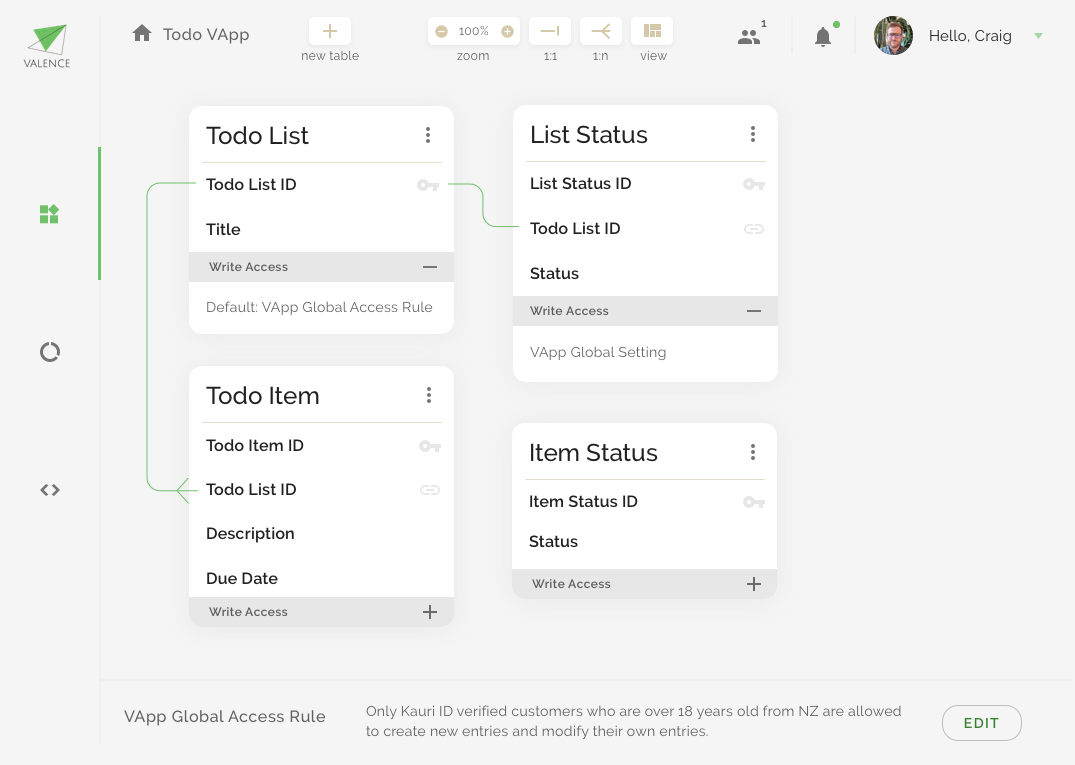 VALENCE
Todo VApp
new table
100%
zoom
1:1
1:n
view
1
Hello, Craig
Todo List
Todo List ID
Title
Write Access
Default: VApp Global Access Rule
List Status
List Status ID
Todo List ID
Status
Write Access
VApp Global Setting
Todo Item
Todo Item ID
Todo List ID
Description
Due Date
Write Access
Item Status
Item Status ID
Status
Write Access
VApp Global Access Rule
Only Kauri ID verified customers who are over 18 years old from NZ are allowed
to create new entries and modify their own entries.
EDIT